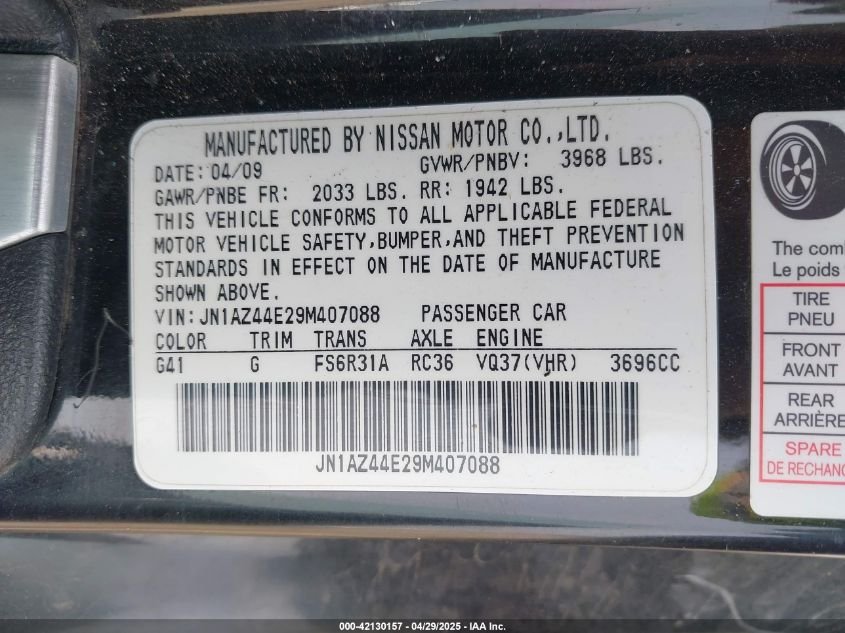 MANUFACTURED BY NISSAN MOTOR CO.,LTD.
DATE: 04/09 GVWR/PNBV: 3968 LBS.
GAWR/PNBE FR: 2033 LBS. RR: 1942 LBS.
THIS VEHICLE CONFORMS TO ALL APPLICABLE FEDERAL
MOTOR VEHICLE SAFETY,BUMPER,AND THEFT PREVENTION
STANDARDS IN EFFECT ON THE DATE OF MANUFACTURE
SHOWN ABOVE.
VIN: JN1AZ44E29M407088 PASSENGER CAR
COLOR TRIM TRANS AXLE ENGINE
G41 G FS6R31A RC36 VQ37(VHR) 3696CC
JN1AZ44E29M407088
The
Le poids
TIRE
PNEU
FRONT
AVANT
REAR
ARRIÈRE
SPARE
DE
000-42130157 - 04/29/2025 - IAA Inc.